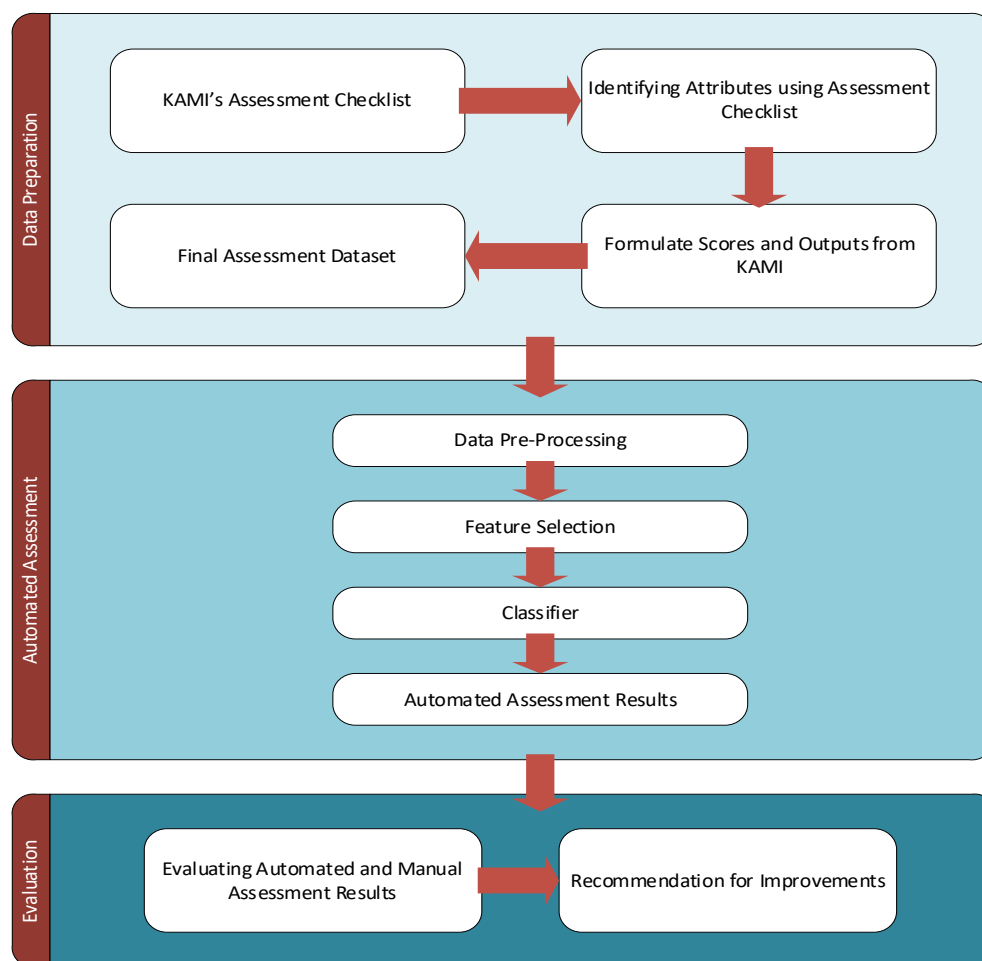 Data Preparation
KAMI's Assessment Checklist
Identifying Attributes using Assessment
Checklist
Formulate Scores and Outputs from
KAMI
Final Assessment Dataset
Automated Assessment
Data Pre-Processing
Feature Selection
Classifier
Automated Assessment Results
Evaluation
Evaluating Automated and Manual
Assessment Results
Recommendation for Improvements